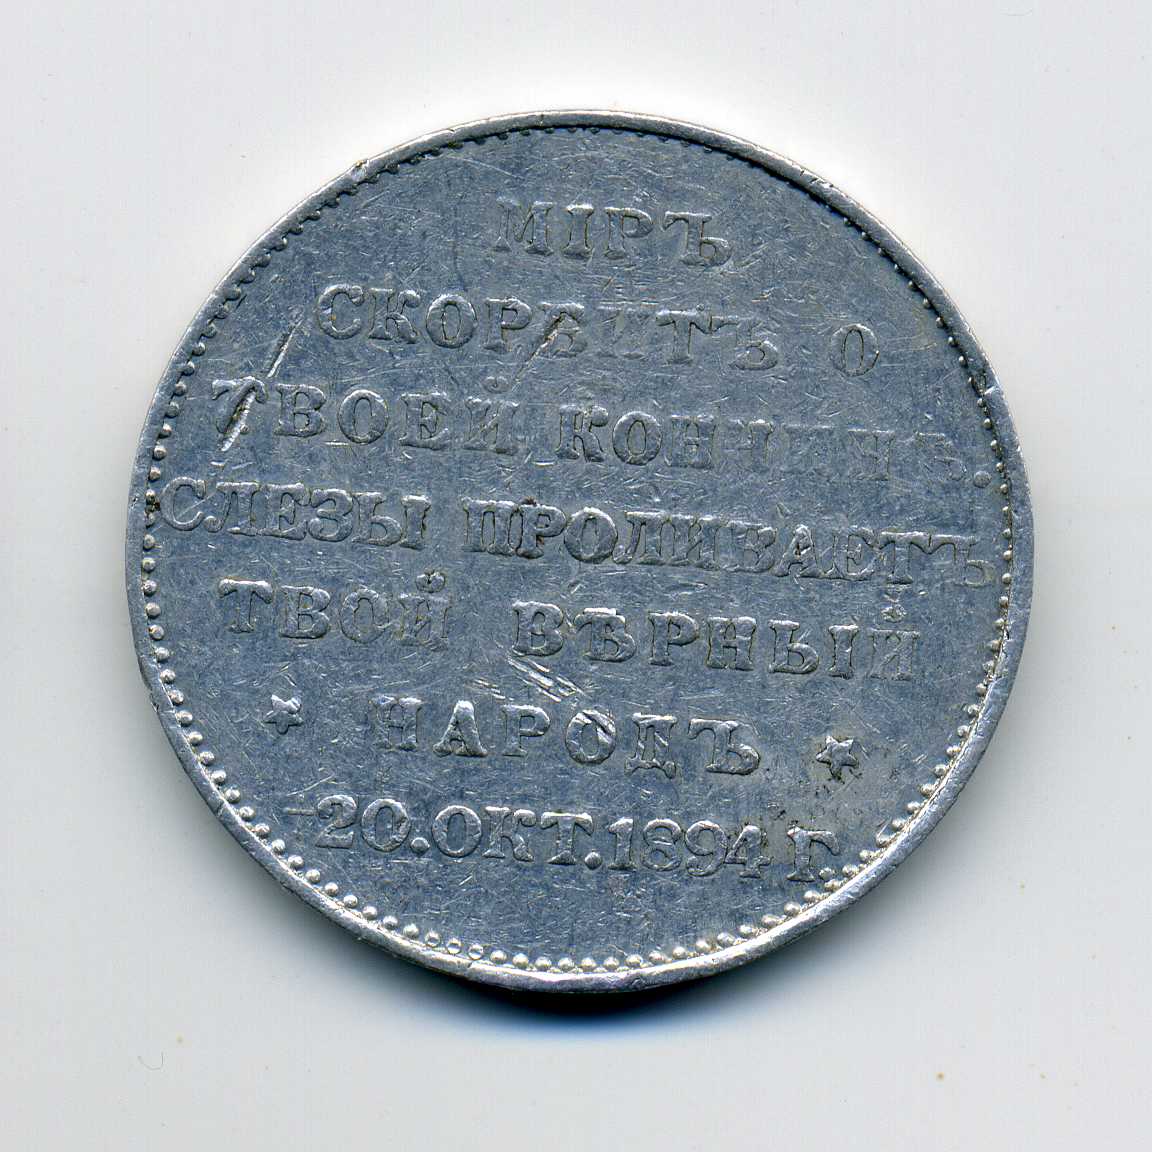 МІРЪ
СКОРБИТЪ О
ТВОЕЙ КОНЧИНѢ.
СЛЕЗЫ ПРОЛИВАЕТЪ
ТВОЙ ВѢРНЫЙ
* НАРОДЪ *
20.ОКТ.1894 Г.